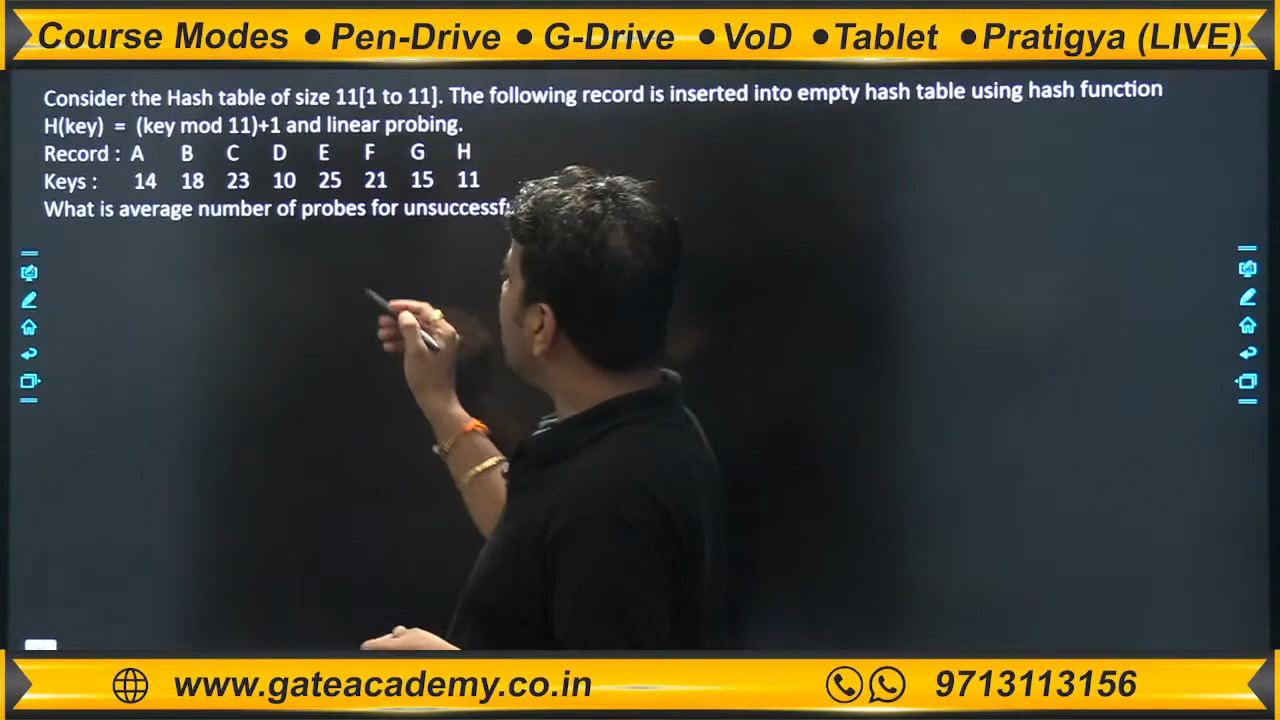 Course Modes • Pen-Drive • G-Drive • VoD • Tablet • Pratigya (LIVE)
Consider the Hash table of size 11[1 to 11]. The following record is inserted into empty hash table using hash function
H(key) = (key mod 11)+1 and linear probing.
Record : A B C D E F G H
Keys : 14 18 23 10 25 21 15 11
What is average number of probes for
www.gateacademy.co.in 9713113156